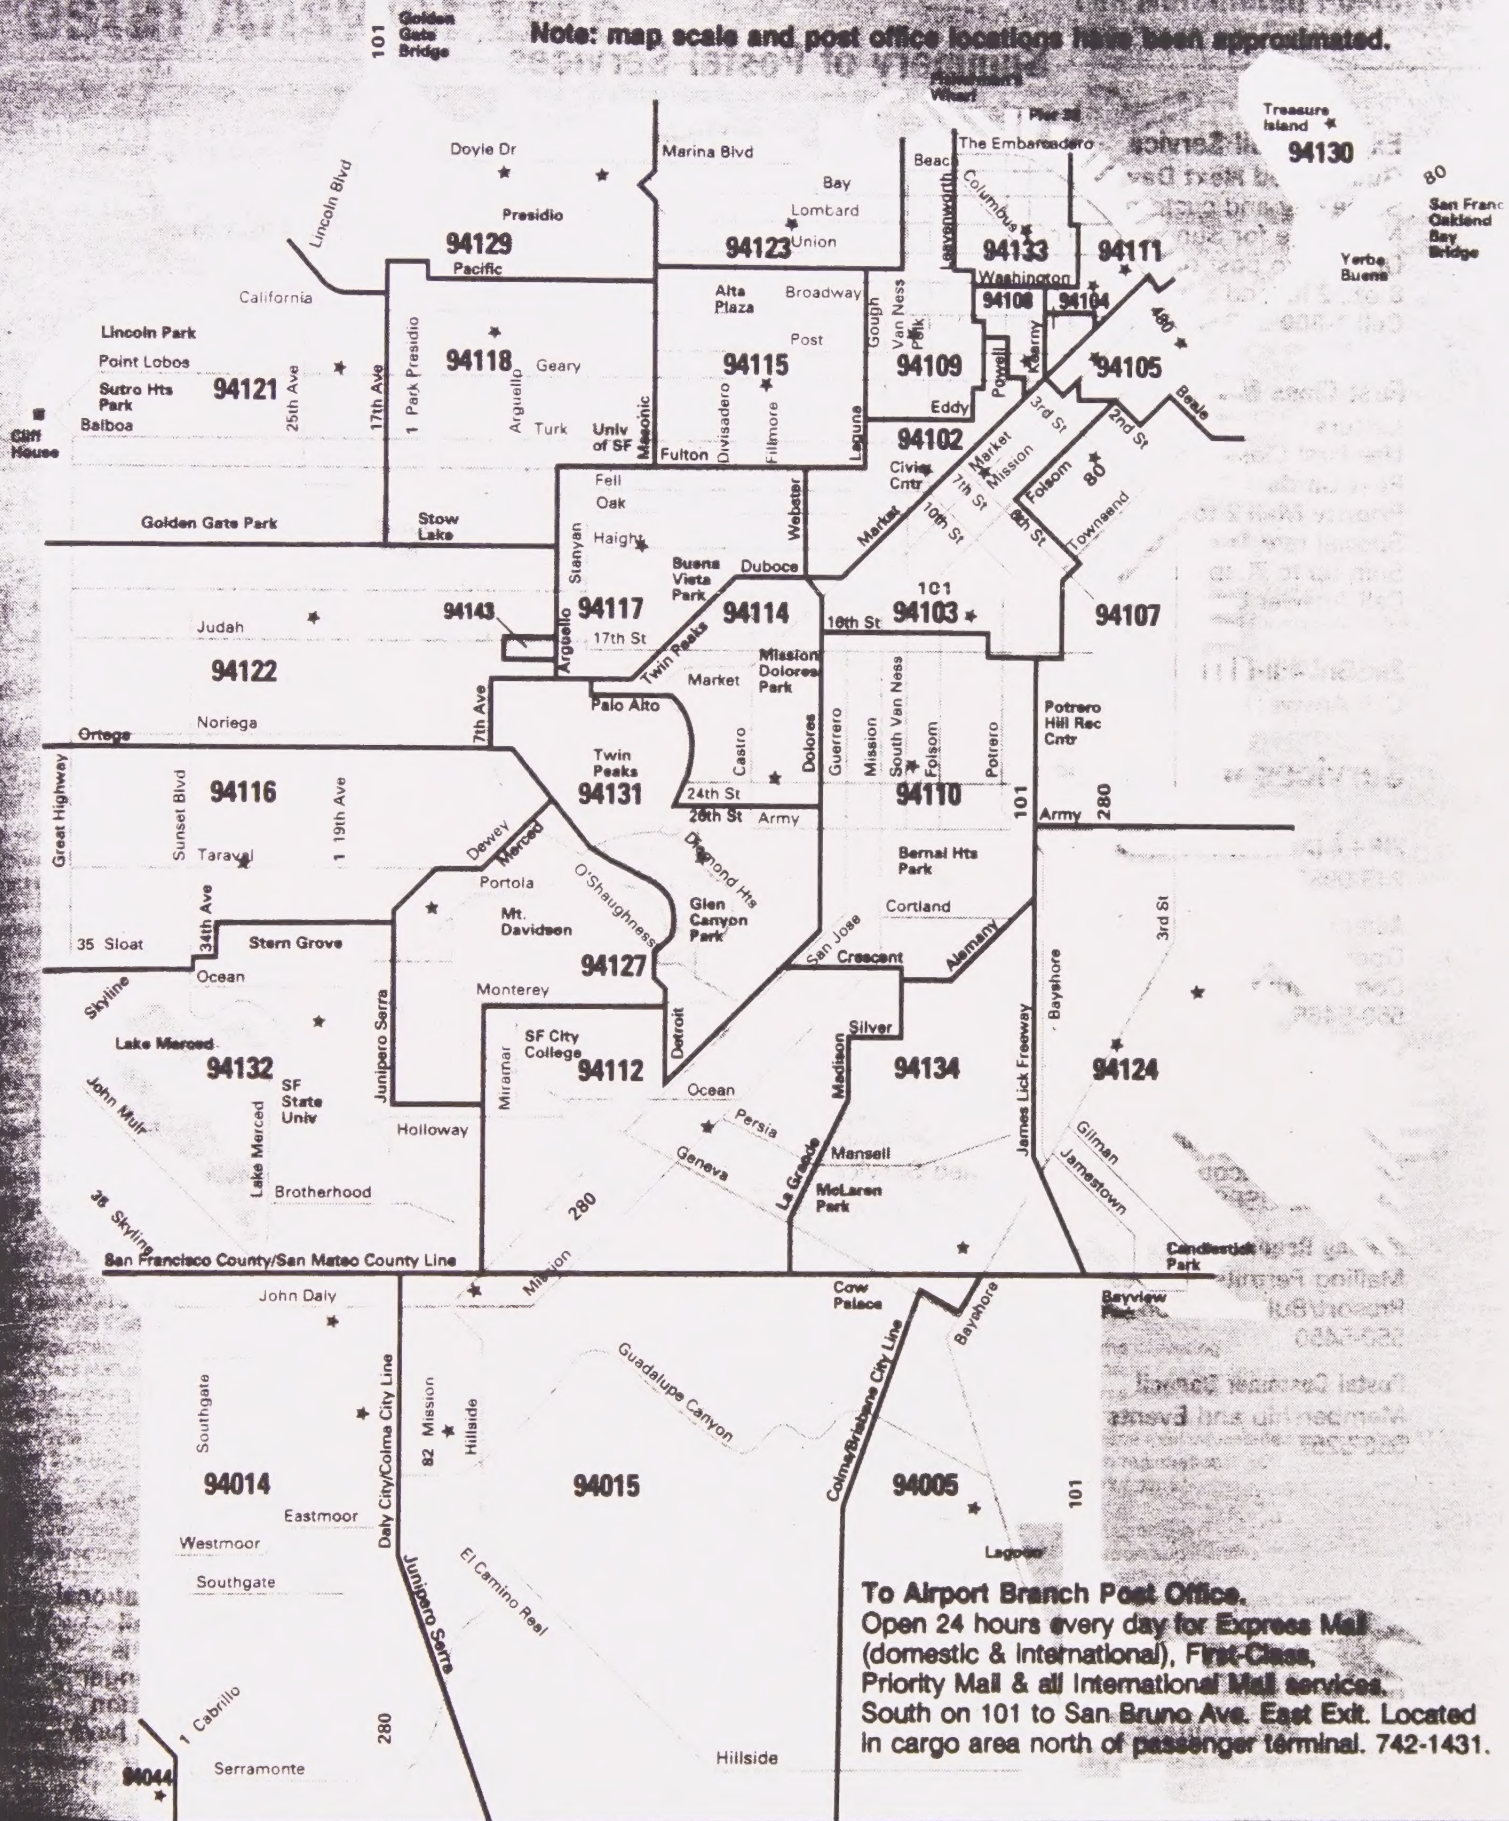 101
Golden
Gate
Bridge
Note: map scale and post office locations have been approximated.
Summary of Postal Services
Fisherman's
Wharf
Pier 39
Treasure
Island
94130
80
San Franc
Oakland
Bay
Bridge
Yerba
Buena
Lincoln Blvd
Doyle Dr
Presidio
94129
Pacific
Marina Blvd
Bay
Lombard
Union
94123
Beach
The Embarcadero
Leavenworth
Columbus
94133
94111
Washington
94108
94104
California
Lincoln Park
Point Lobos
Sutro Hts
Park
94121
Balboa
Cliff
House
25th Ave
17th Ave
1 Park Presidio
94118
Geary
Arguello
Turk
Univ
of SF
Masonic
Alta
Plaza
Broadway
Post
94115
Divisadero
Fillmore
Fulton
Gough
Laguna
Van Ness
Polk
94109
Eddy
Powell
Kearny
480
94105
Beale
3rd St
2nd St
94102
Civic
Cntr
Market
Mission
7th St
10th St
Folsom
80
8th St
Townsend
Market
Golden Gate Park
Stow
Lake
Fell
Oak
Haight
Stanyan
Webster
Buena
Vista
Park
Duboce
94143
94117
Arguello
17th St
Twin Peaks
94114
101
94103
16th St
94107
Judah
94122
Noriega
Ortega
7th Ave
Palo Alto
Market
Mission
Dolores
Park
Castro
Dolores
Guerrero
Mission
South Van Ness
Folsom
Potrero
94110
Potrero
Hill Rec
Cntr
101
280
Army
Great Highway
Sunset Blvd
94116
1 19th Ave
Taraval
Twin
Peaks
94131
24th St
26th St
Army
Dewey
Merced
Portola
Diamond Hts
O'Shaughnessy
Mt.
Davidson
Glen
Canyon
Park
Bernal Hts
Park
Cortland
34th Ave
35 Sloat
Stern Grove
Ocean
Skyline
94127
Monterey
San Jose
Crescent
Alemany
Bayshore
3rd St
Lake Merced
94132
SF
State
Univ
Junipero Serra
Miramar
SF City
College
94112
Detroit
Ocean
Silver
Madison
94134
James Lick Freeway
94124
John Muir
Lake Merced
Holloway
Brotherhood
Persia
Geneva
La Grande
Mansell
McLaren
Park
Gilman
Jamestown
35 Skyline
280
San Francisco County/San Mateo County Line
Mission
Candlestick
Park
John Daly
Cow
Palace
Bayshore
Bayview
Park
Southgate
Daly City/Colma City Line
82 Mission
Hillside
Guadalupe Canyon
Colma/Brisbane City Line
94014
94015
94005
101
Eastmoor
Westmoor
Southgate
El Camino Real
Lagoon
Junipero Serra
To Airport Branch Post Office.
Open 24 hours every day for Express Mail
(domestic & international), First-Class,
Priority Mail & all International Mail services.
South on 101 to San Bruno Ave. East Exit. Located
in cargo area north of passenger terminal. 742-1431.
1 Cabrillo
280
Serramonte
Hillside
94044